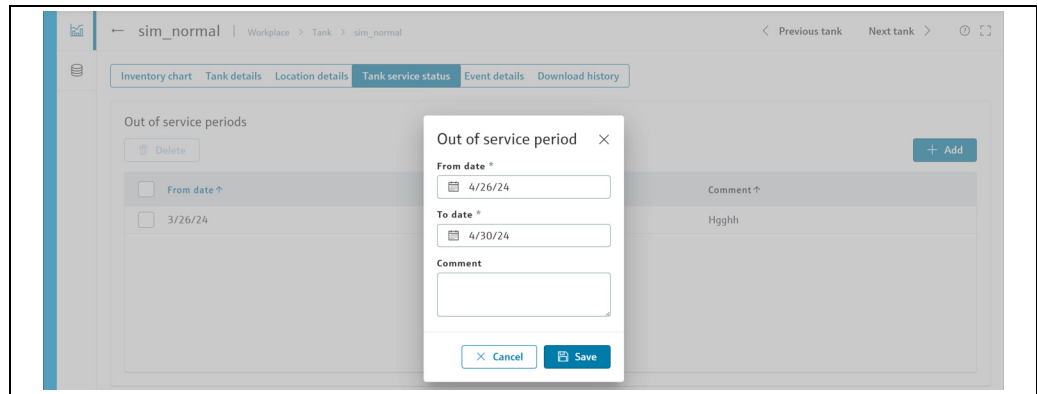 ← sim_normal | Workplace > Tank > sim_normal < Previous tank Next tank >
Inventory chart Tank details Location details Tank service status Event details Download history
Out of service periods
Delete
+ Add
From date ↑ Comment ↑
3/26/24 Hgghh
Out of service period ×
From date *
4/26/24
To date *
4/30/24
Comment
× Cancel Save